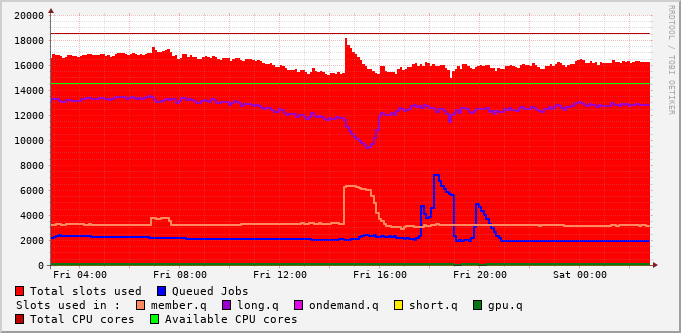 20000
18000
16000
14000
12000
10000
8000
6000
4000
2000
0
Fri 04:00 Fri 08:00 Fri 12:00 Fri 16:00 Fri 20:00 Sat 00:00
Total slots used Queued Jobs
Slots used in : member.q long.q ondemand.q short.q gpu.q
Total CPU cores Available CPU cores
RRDTOOL / TOBI OETIKER